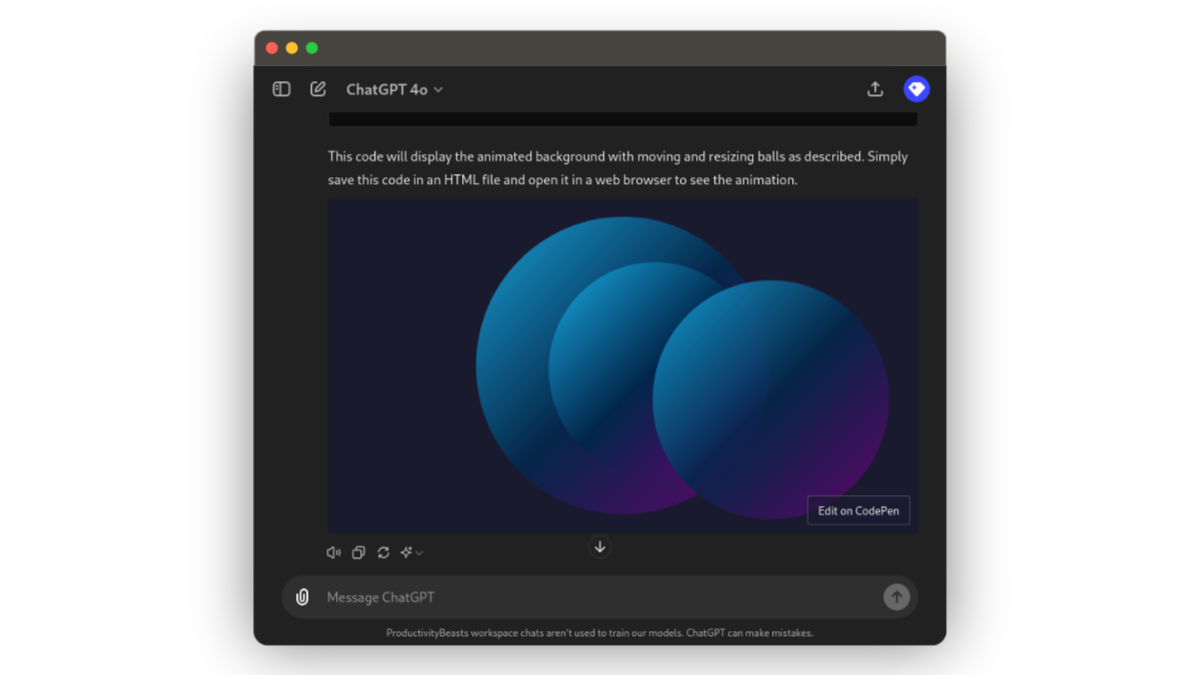 ChatGPT 4o
This code will display the animated background with moving and resizing balls as described. Simply
save this code in an HTML file and open it in a web browser to see the animation.
Edit on CodePen
Message ChatGPT
ProductivityBeasts workspace chats aren't used to train our models. ChatGPT can make mistakes.